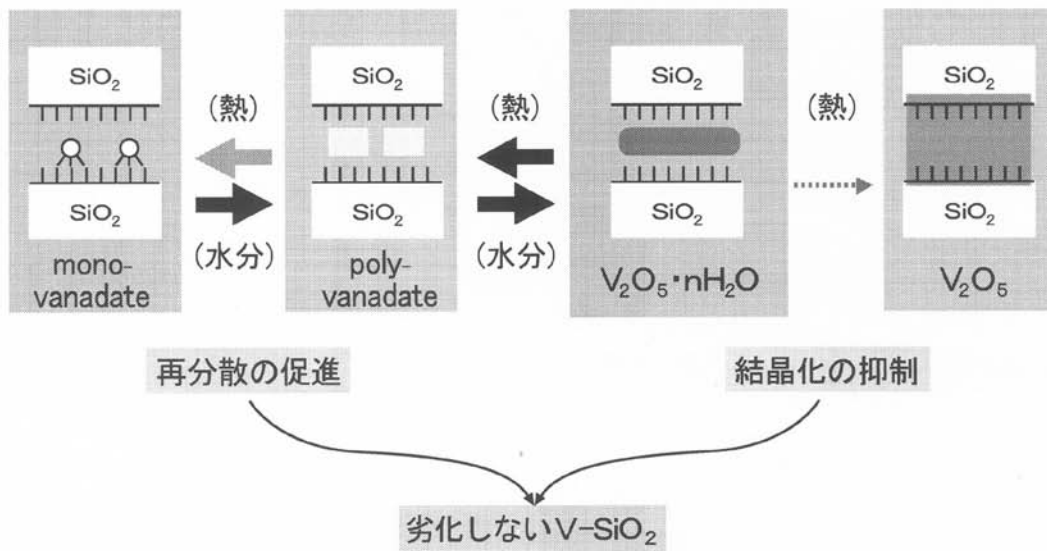 SiO₂
SiO₂
mono-
vanadate
(熱)
(水分)
SiO₂
SiO₂
poly-
vanadate
(熱)
(水分)
SiO₂
SiO₂
V₂O₅・nH₂O
(熱)
SiO₂
SiO₂
V₂O₅
再分散の促進
結晶化の抑制
劣化しないV-SiO₂